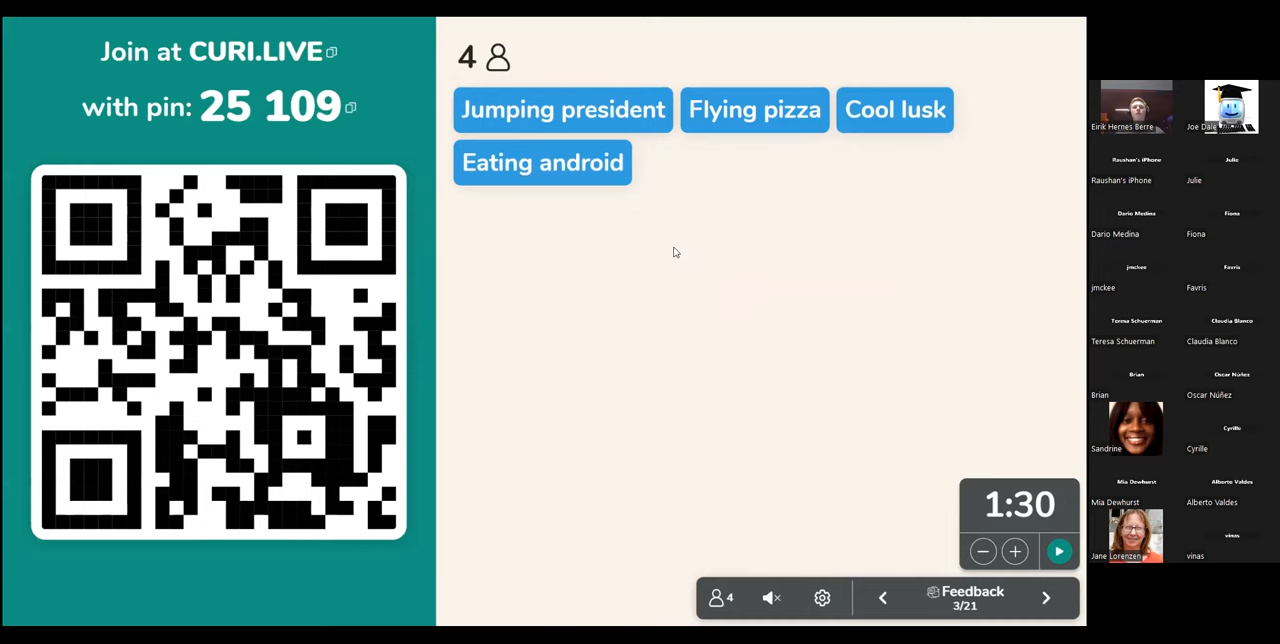 Join at CURI.LIVE
with pin: 25 109
4
Jumping president
Flying pizza
Cool lusk
Eating android
1:30
4
Feedback
3/21
Eirik Hernes Berre
Joe Dale
Raushan's iPhone
Julie
Raushan's iPhone
Julie
Dario Medina
Fiona
Dario Medina
Fiona
jmckee
Favris
jmckee
Favris
Teresa Schuerman
Claudia Blanco
Teresa Schuerman
Claudia Blanco
Brian
Oscar Núñez
Brian
Oscar Núñez
Cyrille
Sandrine
Cyrille
Mia Dewhurst
Alberto Valdes
Mia Dewhurst
Alberto Valdes
vinas
Jane Lorenzen
vinas